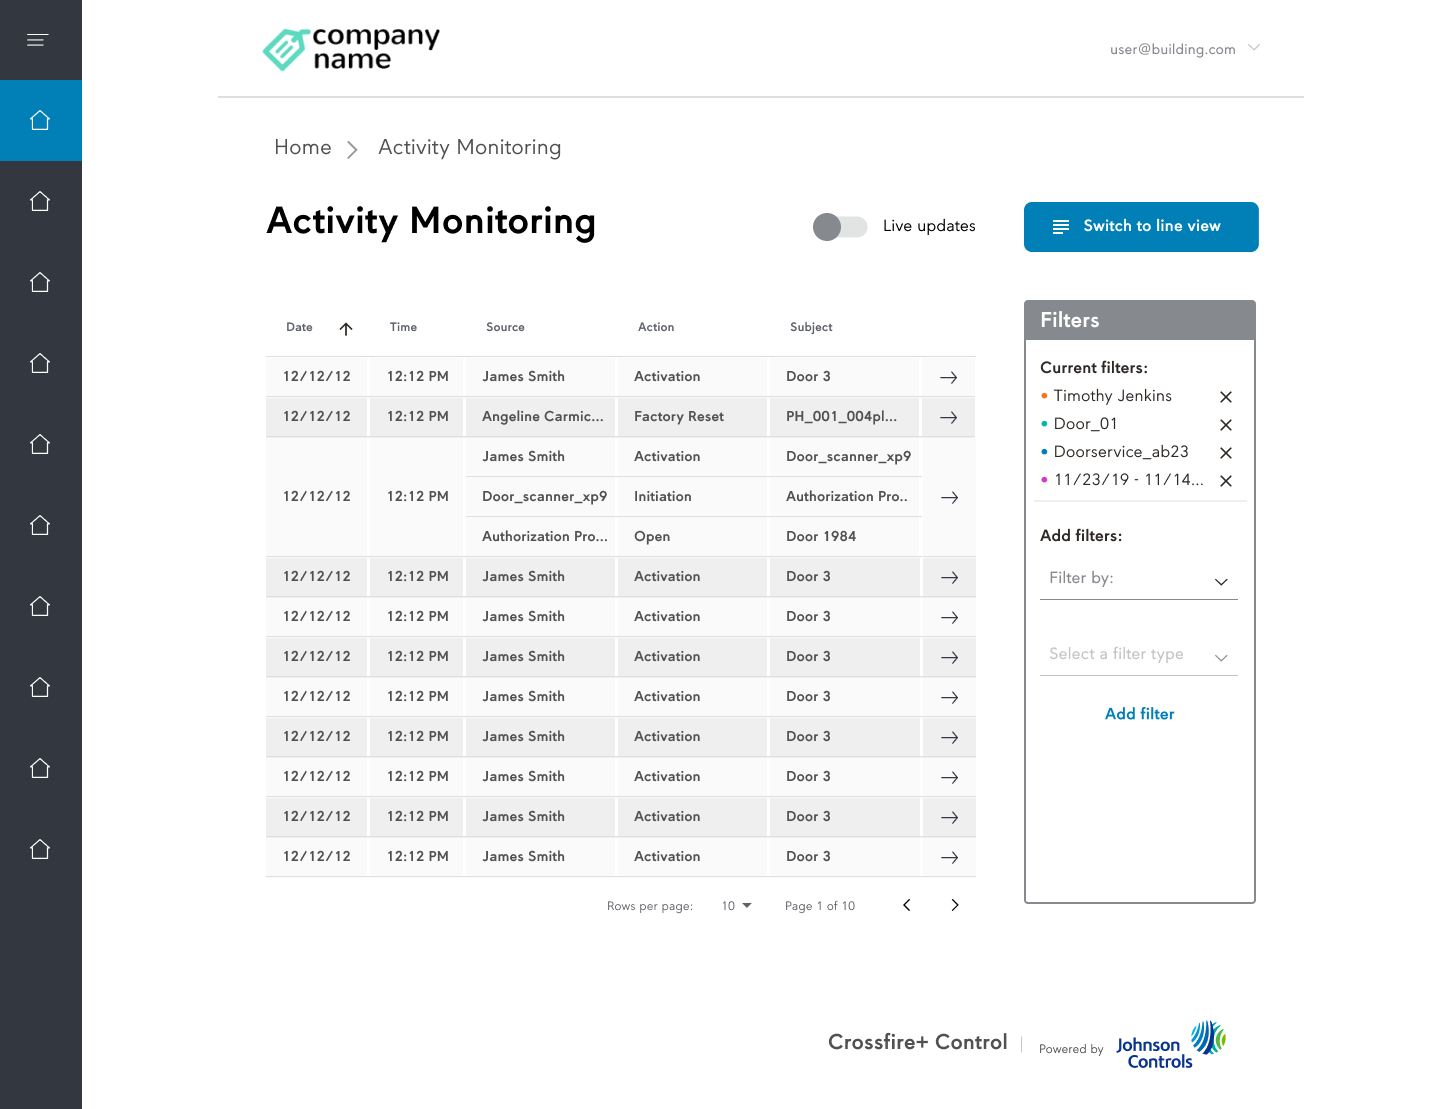 company
name
user@building.com
Home Activity Monitoring
Activity Monitoring
Live updates
Switch to line view
Date Time Source Action Subject
12/12/12 12:12 PM James Smith Activation Door 3
12/12/12 12:12 PM Angeline Carmic... Factory Reset PH_001_004pl...
James Smith Activation Door_scanner_xp9
12/12/12 12:12 PM Door_scanner_xp9 Initiation Authorization Pro..
Authorization Pro... Open Door 1984
12/12/12 12:12 PM James Smith Activation Door 3
12/12/12 12:12 PM James Smith Activation Door 3
12/12/12 12:12 PM James Smith Activation Door 3
12/12/12 12:12 PM James Smith Activation Door 3
12/12/12 12:12 PM James Smith Activation Door 3
12/12/12 12:12 PM James Smith Activation Door 3
12/12/12 12:12 PM James Smith Activation Door 3
12/12/12 12:12 PM James Smith Activation Door 3
Rows per page: 10 Page 1 of 10
Filters
Current filters:
Timothy Jenkins
Door_01
Doorservice_ab23
11/23/19 - 11/14...
Add filters:
Filter by:
Select a filter type
Add filter
Crossfire+ Control
Powered by
Johnson
Controls